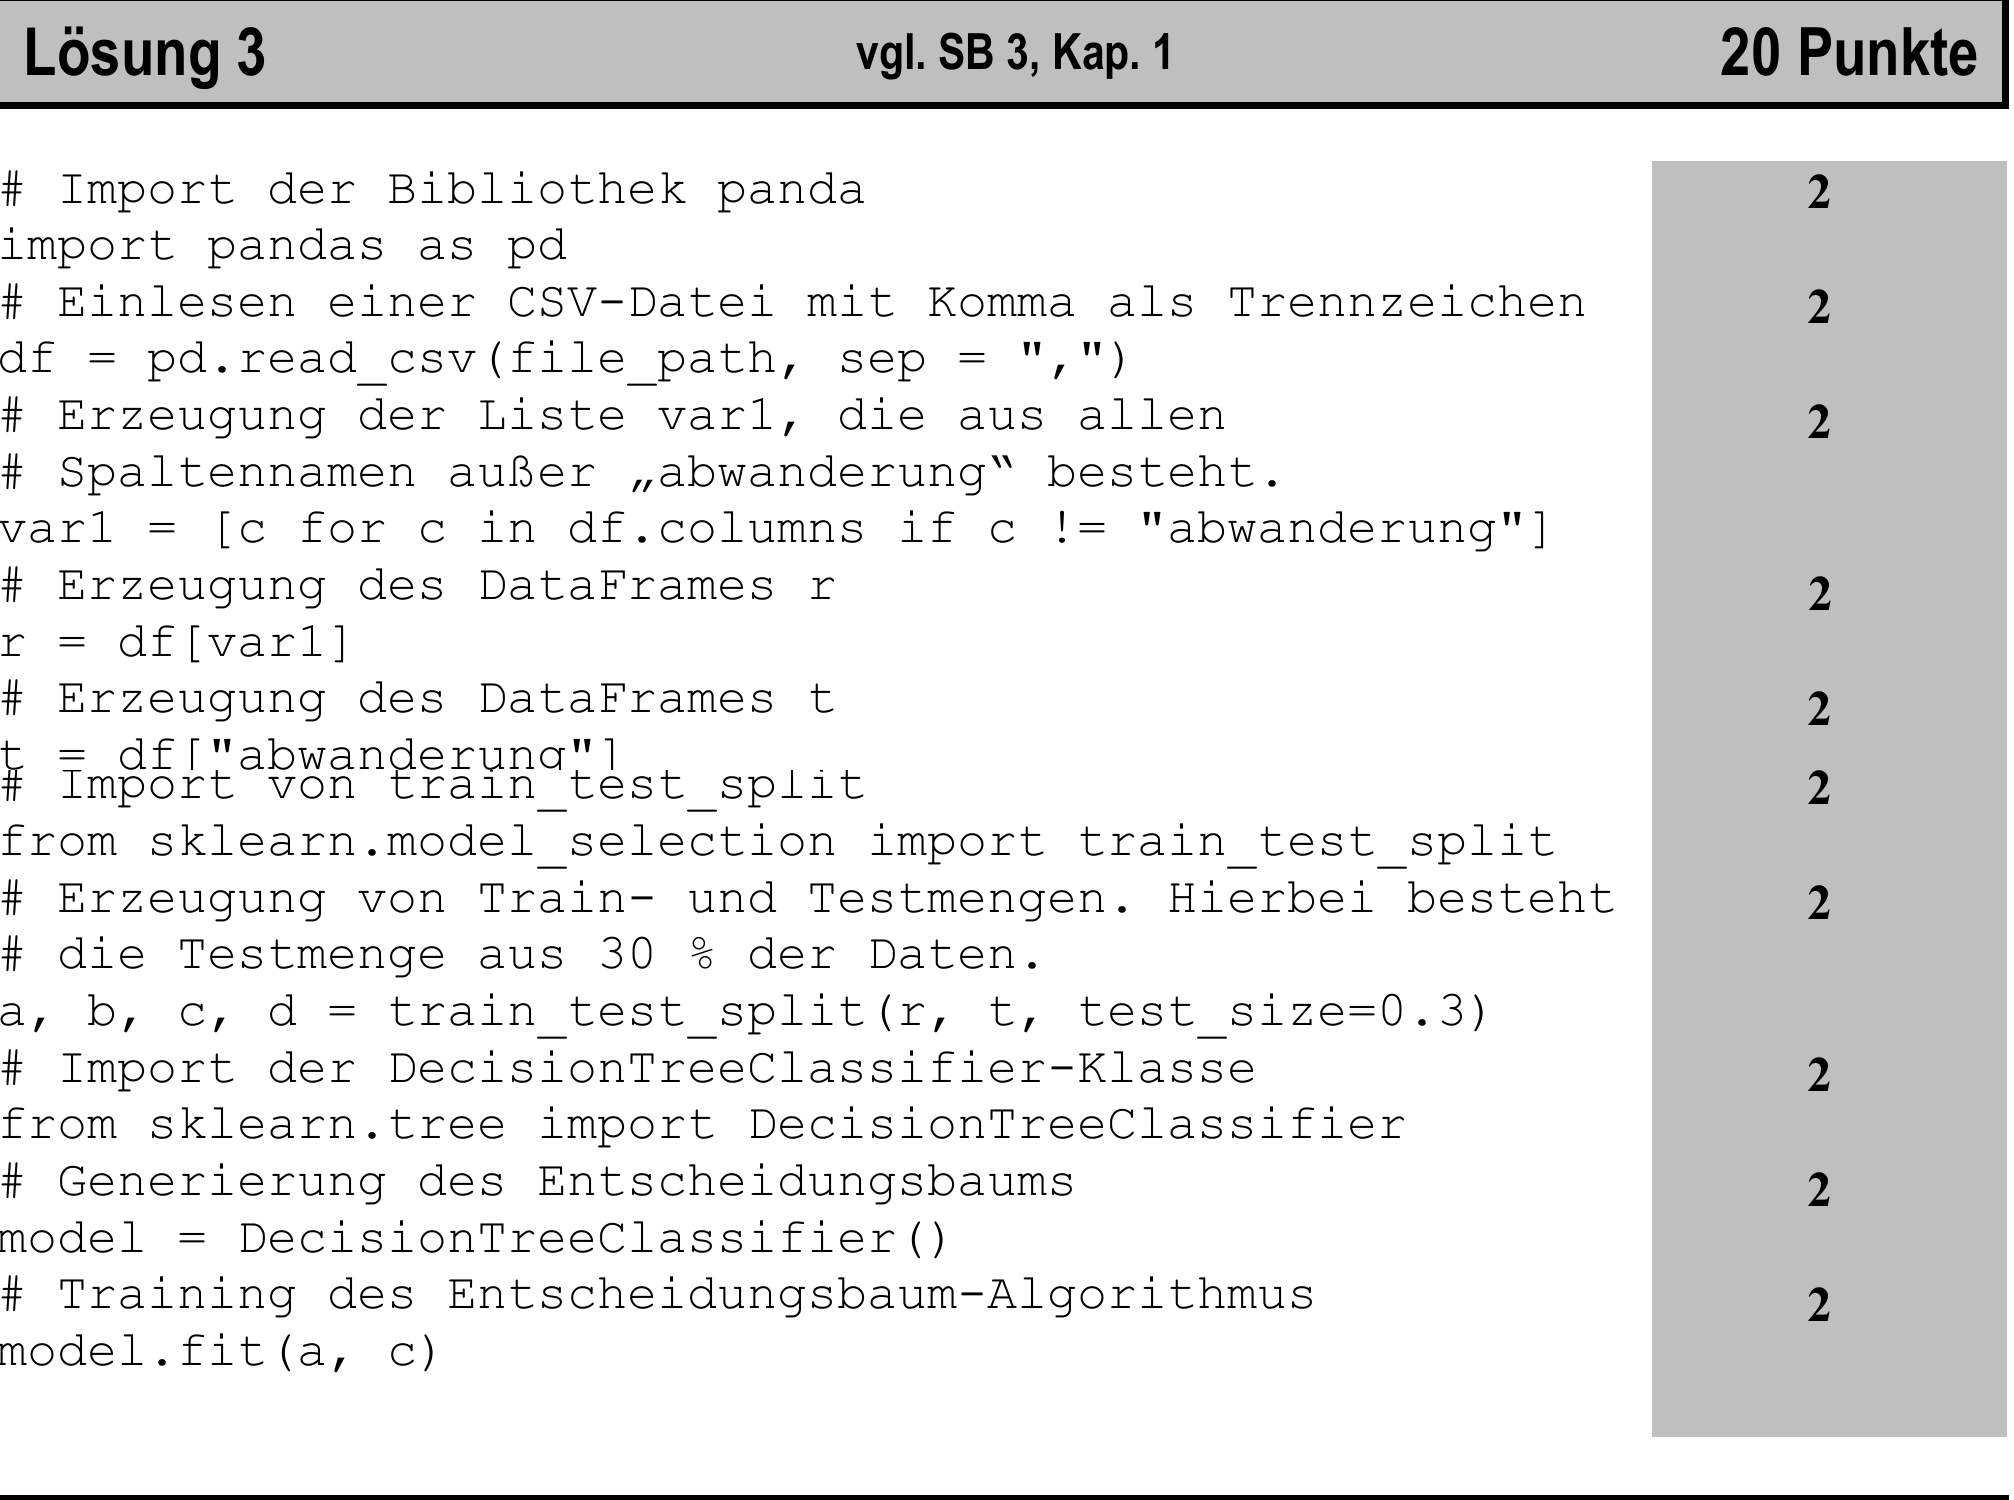 Lösung 3 vgl. SB 3, Kap. 1 20 Punkte
# Import der Bibliothek panda 2
import pandas as pd
# Einlesen einer CSV-Datei mit Komma als Trennzeichen 2
df = pd.read_csv(file_path, sep = ",")
# Erzeugung der Liste var1, die aus allen 2
# Spaltennamen außer „abwanderung“ besteht.
var1 = [c for c in df.columns if c != "abwanderung"]
# Erzeugung des DataFrames r 2
r = df[var1]
# Erzeugung des DataFrames t 2
t = df["abwanderung"]
# Import von train_test_split 2
from sklearn.model_selection import train_test_split
# Erzeugung von Train- und Testmengen. Hierbei besteht 2
# die Testmenge aus 30 % der Daten.
a, b, c, d = train_test_split(r, t, test_size=0.3)
# Import der DecisionTreeClassifier-Klasse 2
from sklearn.tree import DecisionTreeClassifier
# Generierung des Entscheidungsbaums 2
model = DecisionTreeClassifier()
# Training des Entscheidungsbaum-Algorithmus 2
model.fit(a, c)